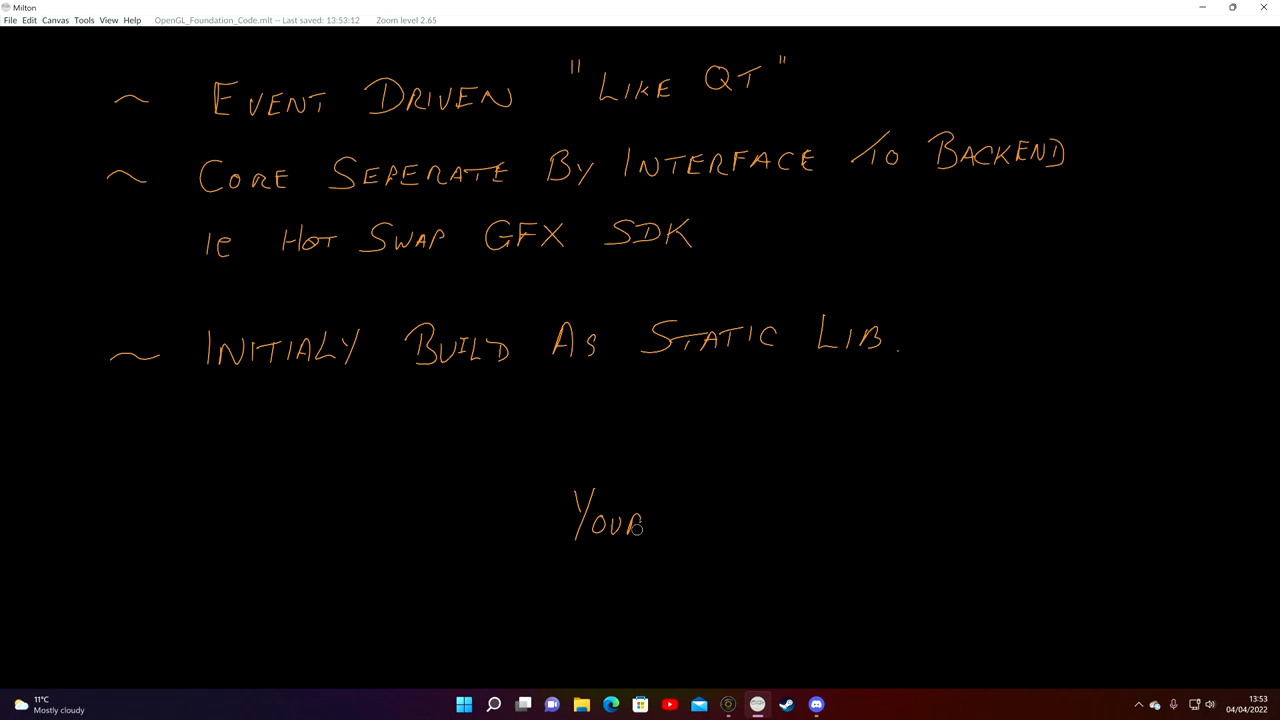 Milton
File Edit Canvas Tools View Help OpenGL_Foundation_Code.mlt -- Last saved: 13:53:12 Zoom level 2.65
~ EVENT DRIVEN "LIKE QT"
~ CORE SEPERATE BY INTERFACE TO BACKEND
IE HOT SWAP GFX SDK
~ INITIALY BUILD AS STATIC LIB.
YOUR
11°C
Mostly cloudy
13:53
04/04/2022